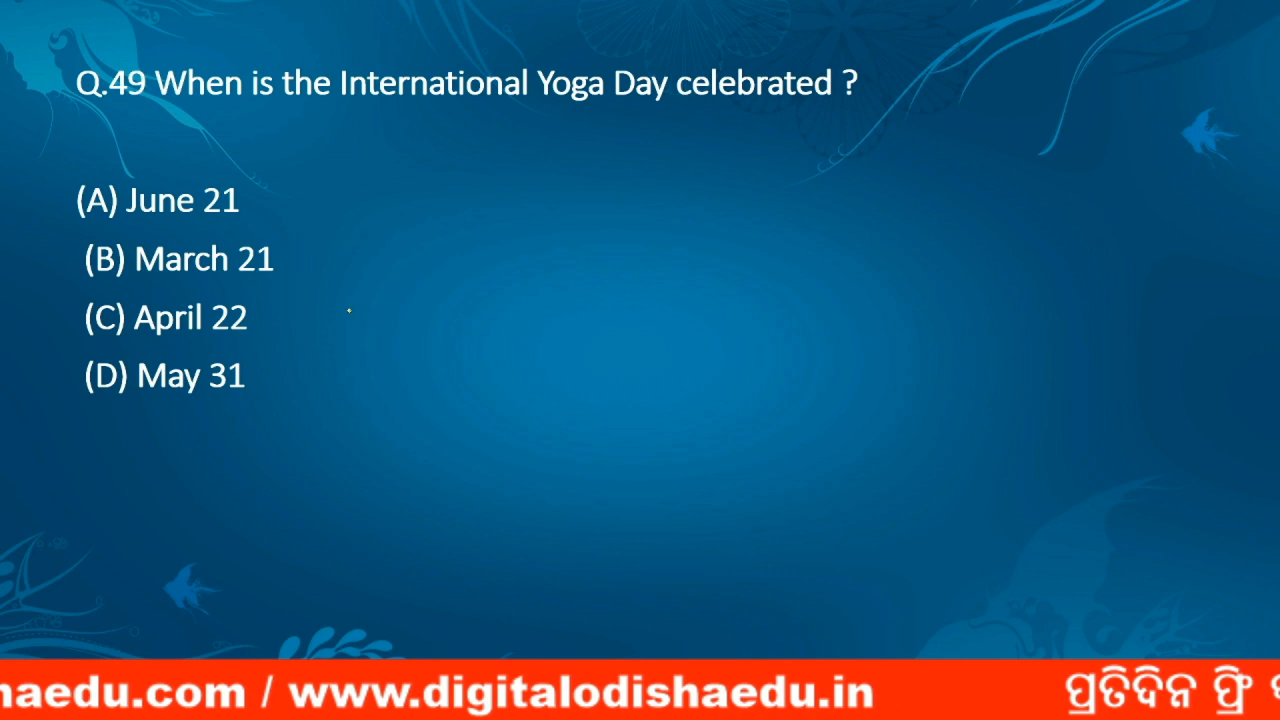 Q.49 When is the International Yoga Day celebrated ?
(A) June 21
(B) March 21
(C) April 22
(D) May 31
haedu.com / www.digitalodishaedu.in ପ୍ରତିଦିନ ଫ୍ରି